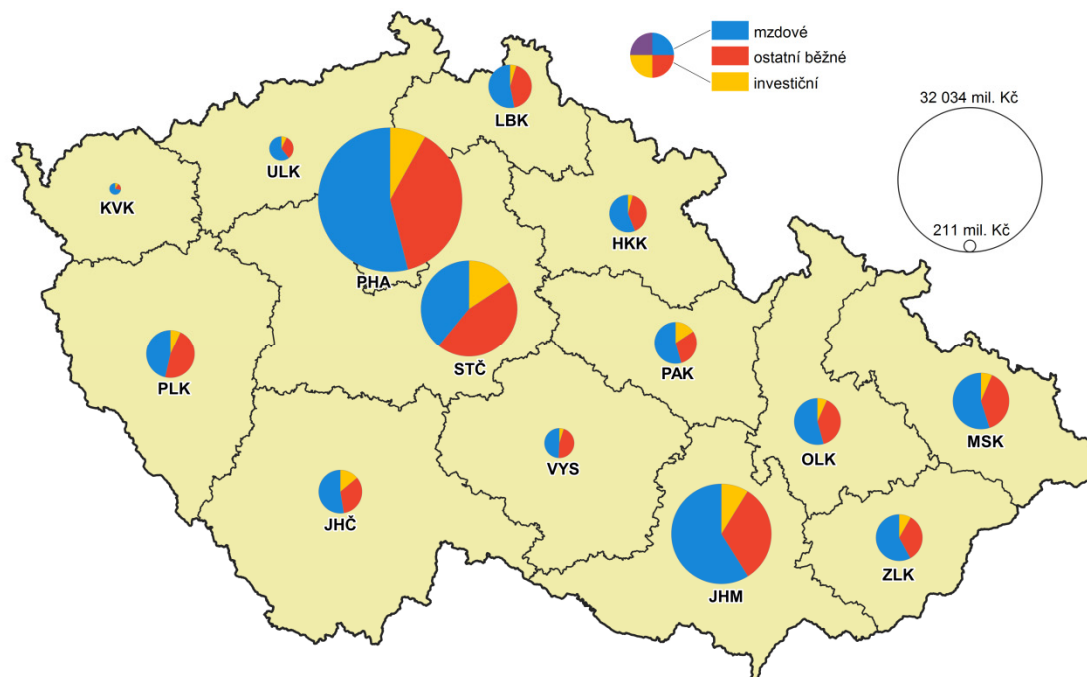 mzdové
ostatní běžné
investiční
32 034 mil. Kč
211 mil. Kč
LBK
ULK
KVK
HKK
PHA
STČ
PAK
PLK
MSK
OLK
VYS
JHČ
ZLK
JHM